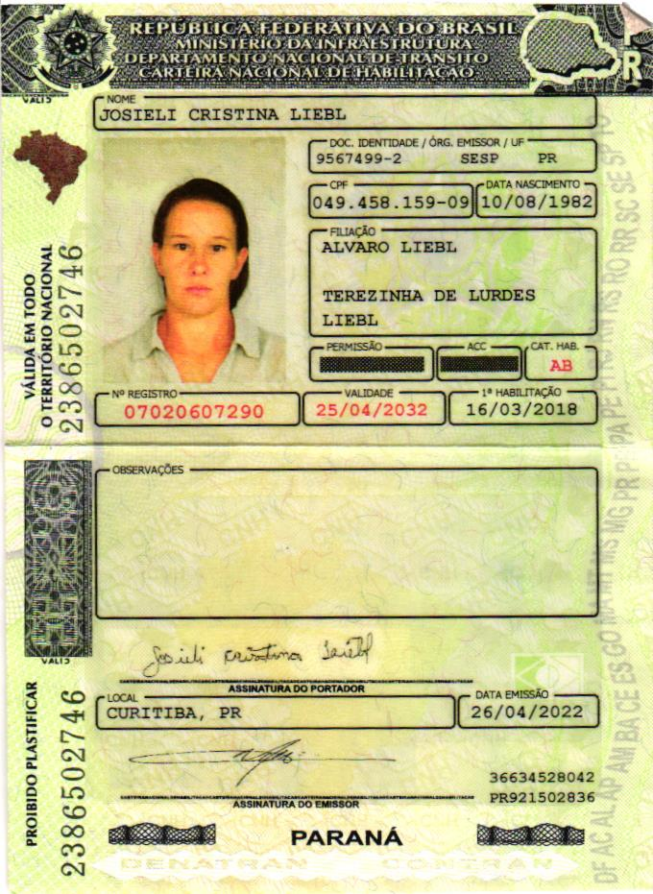 REPÚBLICA FEDERATIVA DO BRASIL
MINISTÉRIO DA INFRAESTRUTURA
DEPARTAMENTO NACIONAL DE TRÂNSITO
CARTEIRA NACIONAL DE HABILITAÇÃO
NOME
JOSIELI CRISTINA LIEBL
DOC. IDENTIDADE / ÓRG. EMISSOR / UF
9567499-2 SESP PR
CPF
049.458.159-09
DATA NASCIMENTO
10/08/1982
FILIAÇÃO
ALVARO LIEBL
TEREZINHA DE LURDES
LIEBL
PERMISSÃO
ACC
CAT. HAB.
AB
Nº REGISTRO
07020607290
VALIDADE
25/04/2032
1ª HABILITAÇÃO
16/03/2018
VÁLIDA EM TODO
O TERRITÓRIO NACIONAL
2386502746
OBSERVAÇÕES
Josieli Cristina Liebl
ASSINATURA DO PORTADOR
LOCAL
CURITIBA, PR
DATA EMISSÃO
26/04/2022
36634528042
PR921502836
ASSINATURA DO EMISSOR
PARANÁ
DENATRAN CONTRAN
PROIBIDO PLASTIFICAR
2386502746